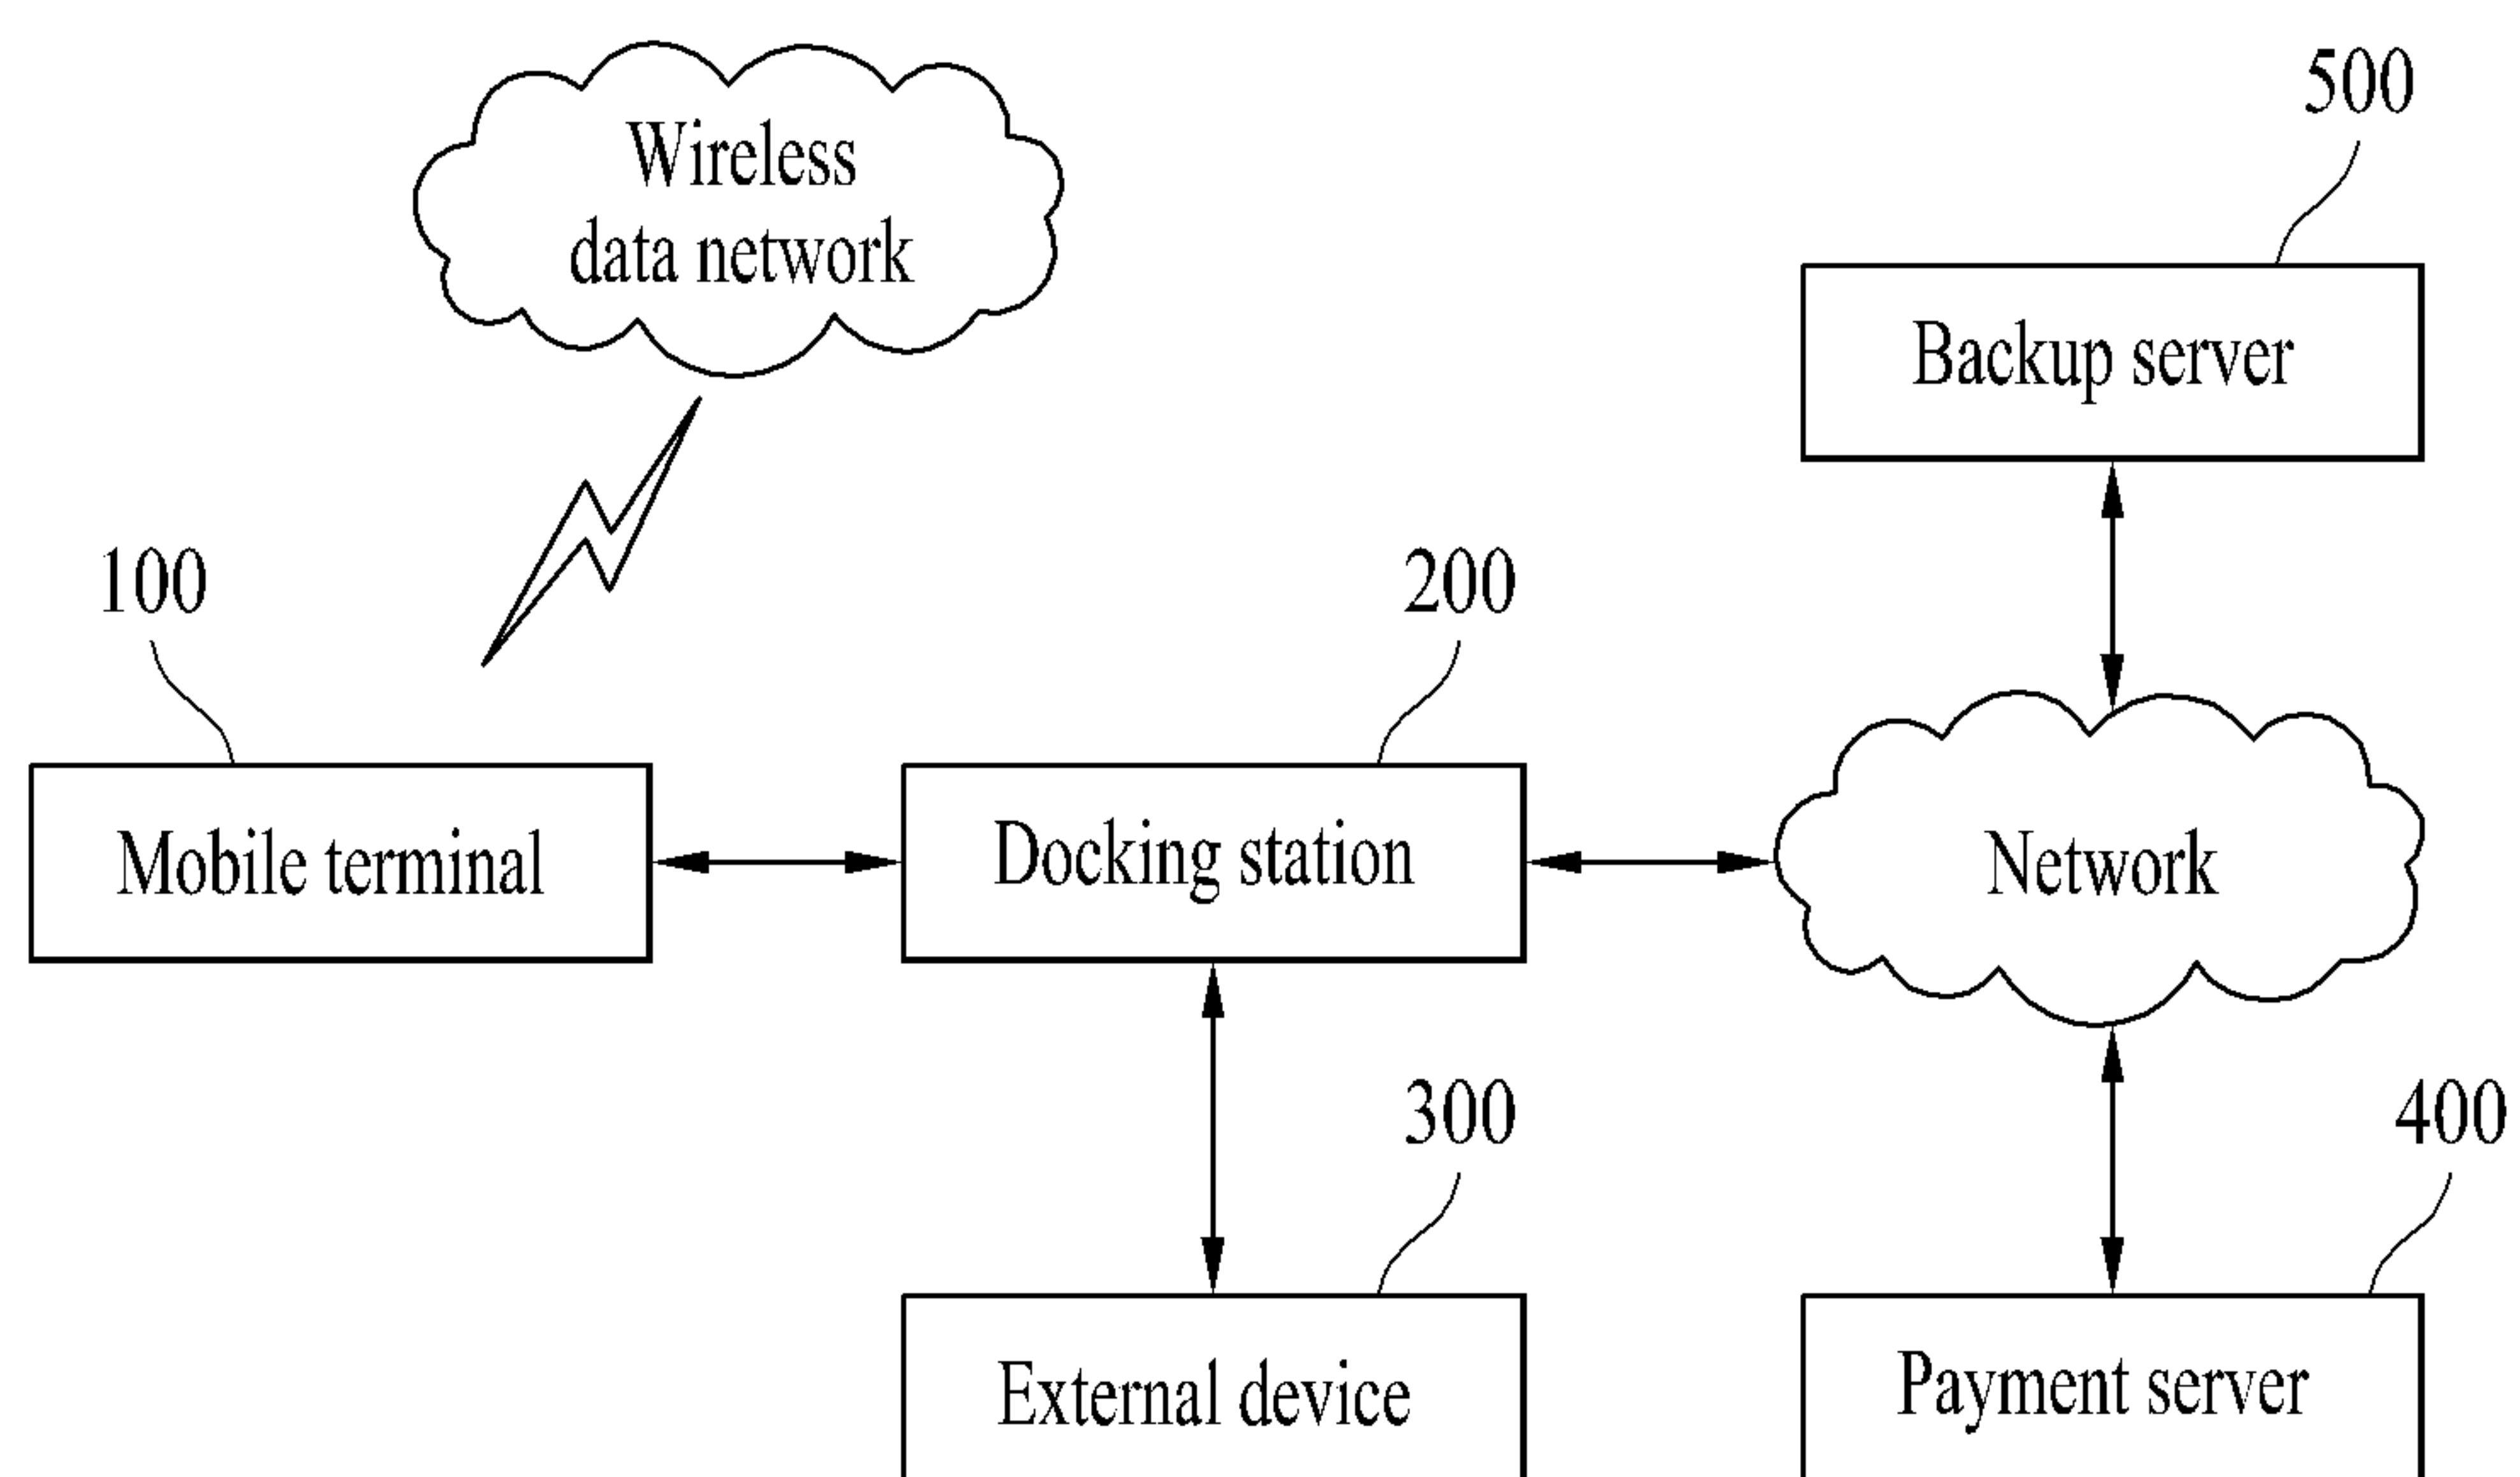 Wireless
data network
500
Backup server
100
200
Mobile terminal
Docking station
Network
300
400
External device
Payment server